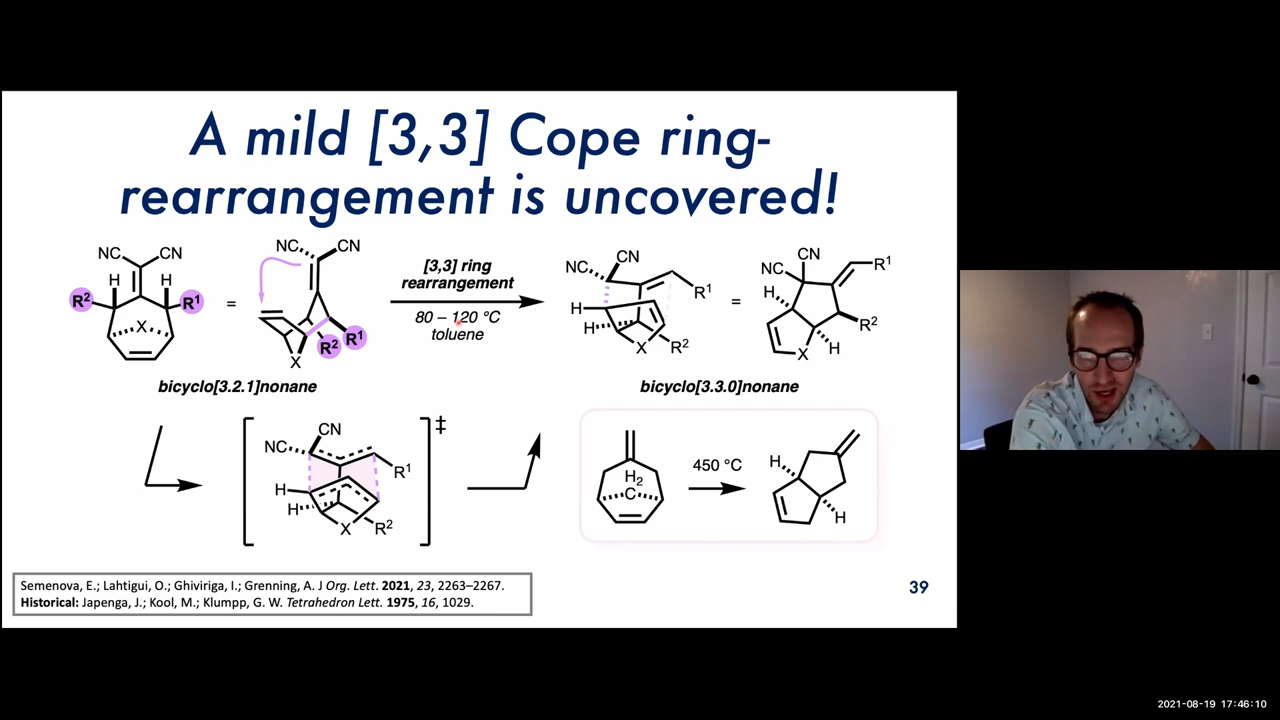 A mild [3,3] Cope ring-
rearrangement is uncovered!
NC CN
H H
R² R¹
X
=
NC CN
R¹
R²
X
[3,3] ring
rearrangement
80 – 120 °C
toluene
NC CN
H
R¹
H
X R²
=
CN
NC
R¹
H
R²
X H
bicyclo[3.2.1]nonane
bicyclo[3.3.0]nonane
CN
NC
‡
R¹
H
H
X R²
H₂
C
450 °C
H
H
Semenova, E.; Lahtigui, O.; Ghiviriga, I.; Grenning, A. J Org. Lett. 2021, 23, 2263–2267.
Historical: Japenga, J.; Kool, M.; Klumpp, G. W. Tetrahedron Lett. 1975, 16, 1029.
39
2021-08-19 17:46:10